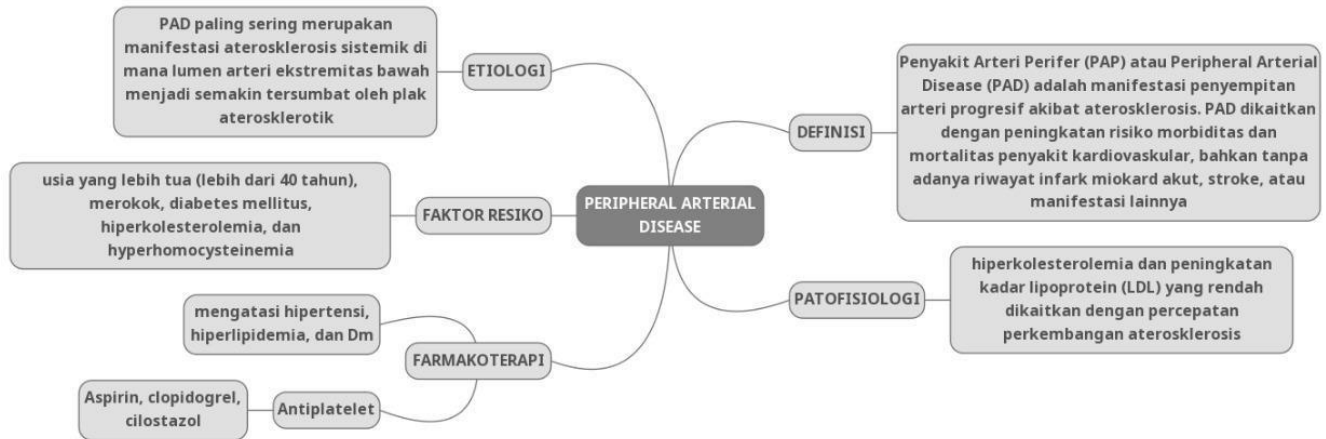 PERIPHERAL ARTERIAL
DISEASE
DEFINISI
Penyakit Arteri Perifer (PAP) atau Peripheral Arterial
Disease (PAD) adalah manifestasi penyempitan
arteri progresif akibat aterosklerosis. PAD dikaitkan
dengan peningkatan risiko morbiditas dan
mortalitas penyakit kardiovaskular, bahkan tanpa
adanya riwayat infark miokard akut, stroke, atau
manifestasi lainnya
PATOFISIOLOGI
hiperkolesterolemia dan peningkatan
kadar lipoprotein (LDL) yang rendah
dikaitkan dengan percepatan
perkembangan aterosklerosis
ETIOLOGI
PAD paling sering merupakan
manifestasi aterosklerosis sistemik di
mana lumen arteri ekstremitas bawah
menjadi semakin tersumbat oleh plak
aterosklerotik
FAKTOR RESIKO
usia yang lebih tua (lebih dari 40 tahun),
merokok, diabetes mellitus,
hiperkolesterolemia, dan
hyperhomocysteinemia
FARMAKOTERAPI
mengatasi hipertensi,
hiperlipidemia, dan Dm
Antiplatelet
Aspirin, clopidogrel,
cilostazol